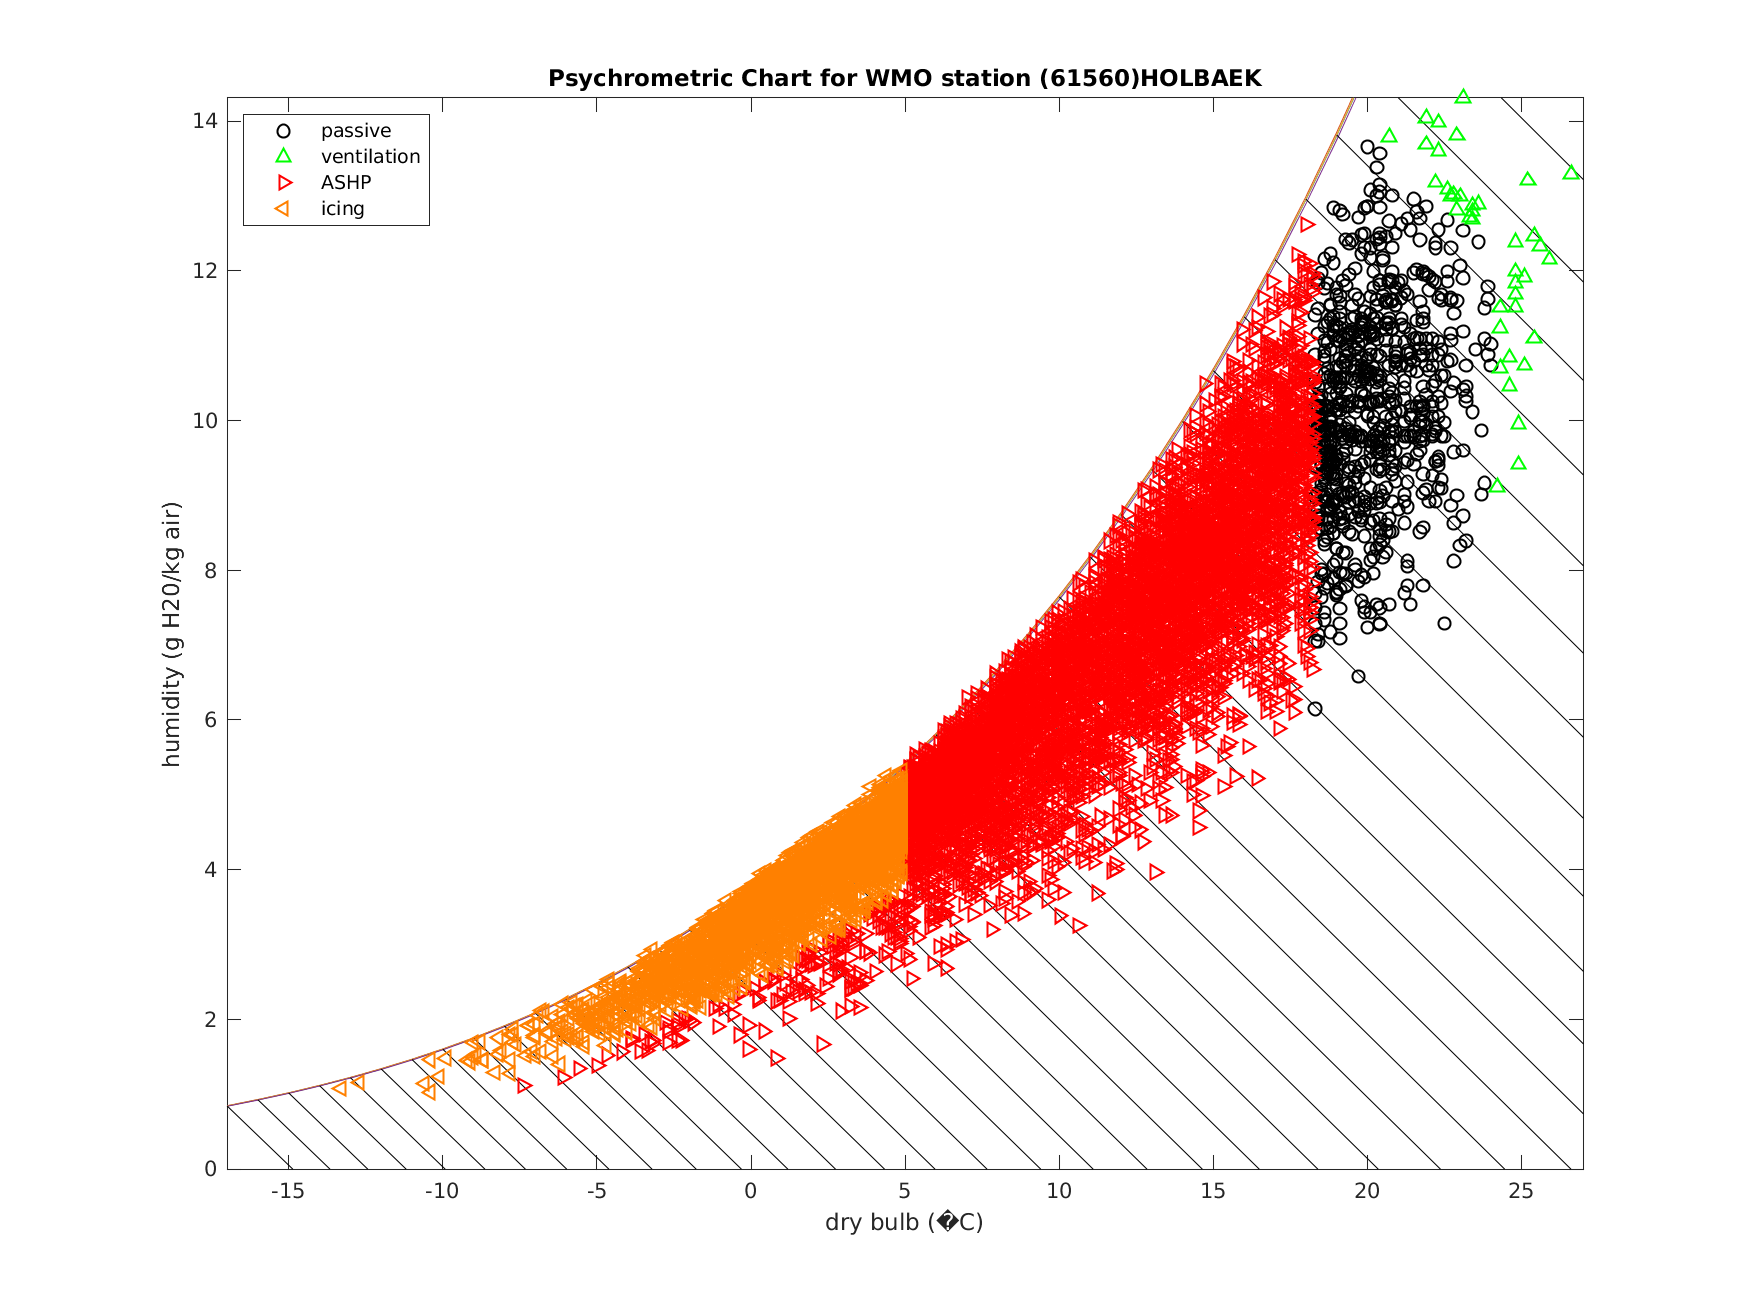 Psychrometric Chart for WMO station (61560)HOLBAEK
14
12
10
8
6
4
2
0
humidity (g H20/kg air)
passive
ventilation
ASHP
icing
-15
-10
-5
0
5
10
15
20
25
dry bulb (�C)